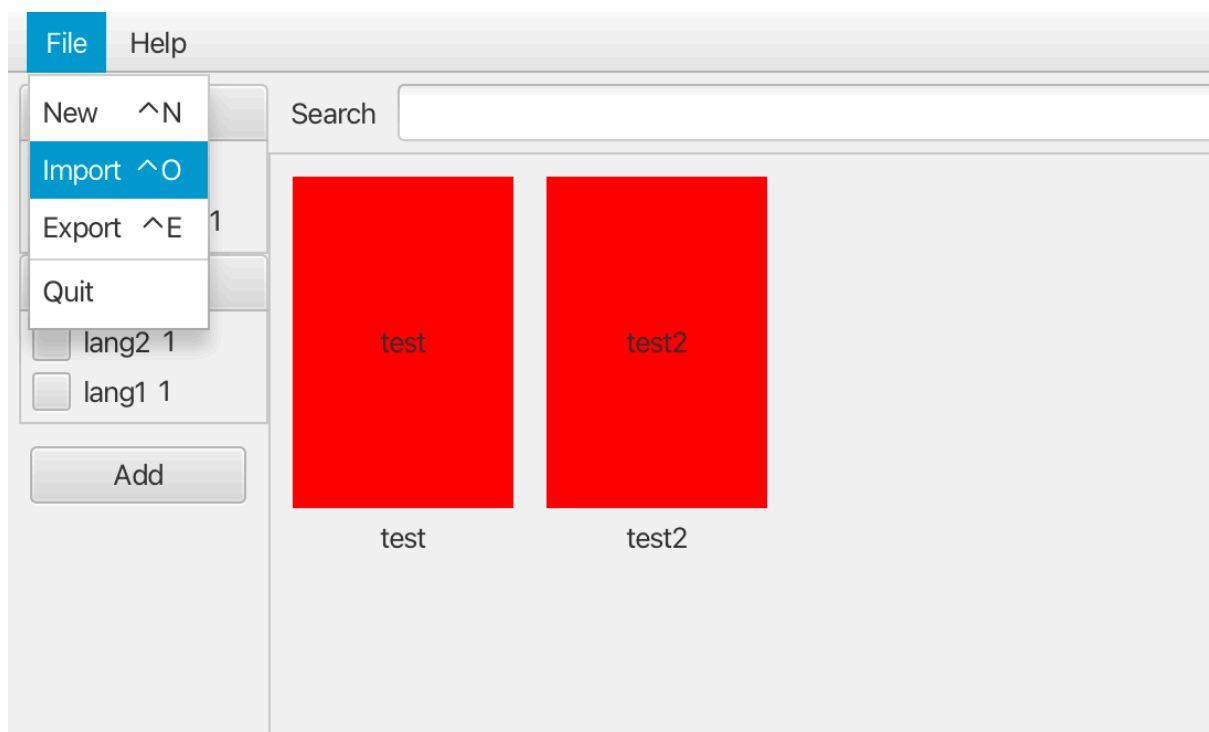 File Help
New ^N
Import ^O
Export ^E
Quit
1
lang2 1
lang1 1
Add
Search
test
test2
test
test2